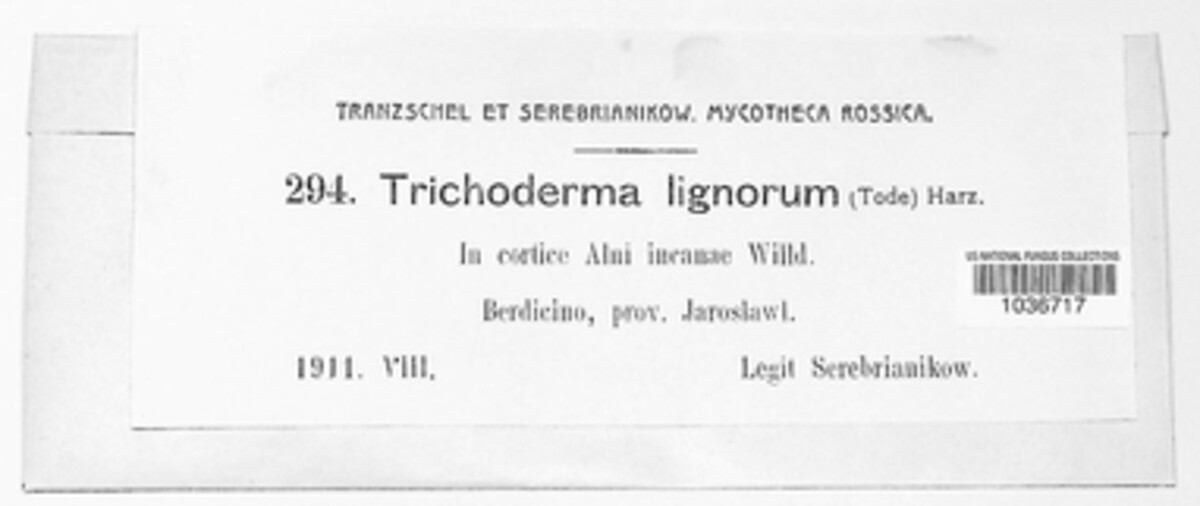 TRANZSCHEL ET SEREBRIANIKOW. MYCOTHECA ROSSICA.
294. Trichoderma lignorum (Tode) Harz.
In cortice Alni incanae Willd.
US NATIONAL FUNGUS COLLECTIONS
1036717
Berdicino, prov. Jaroslawl.
1911. VIII.
Legit Serebrianikow.